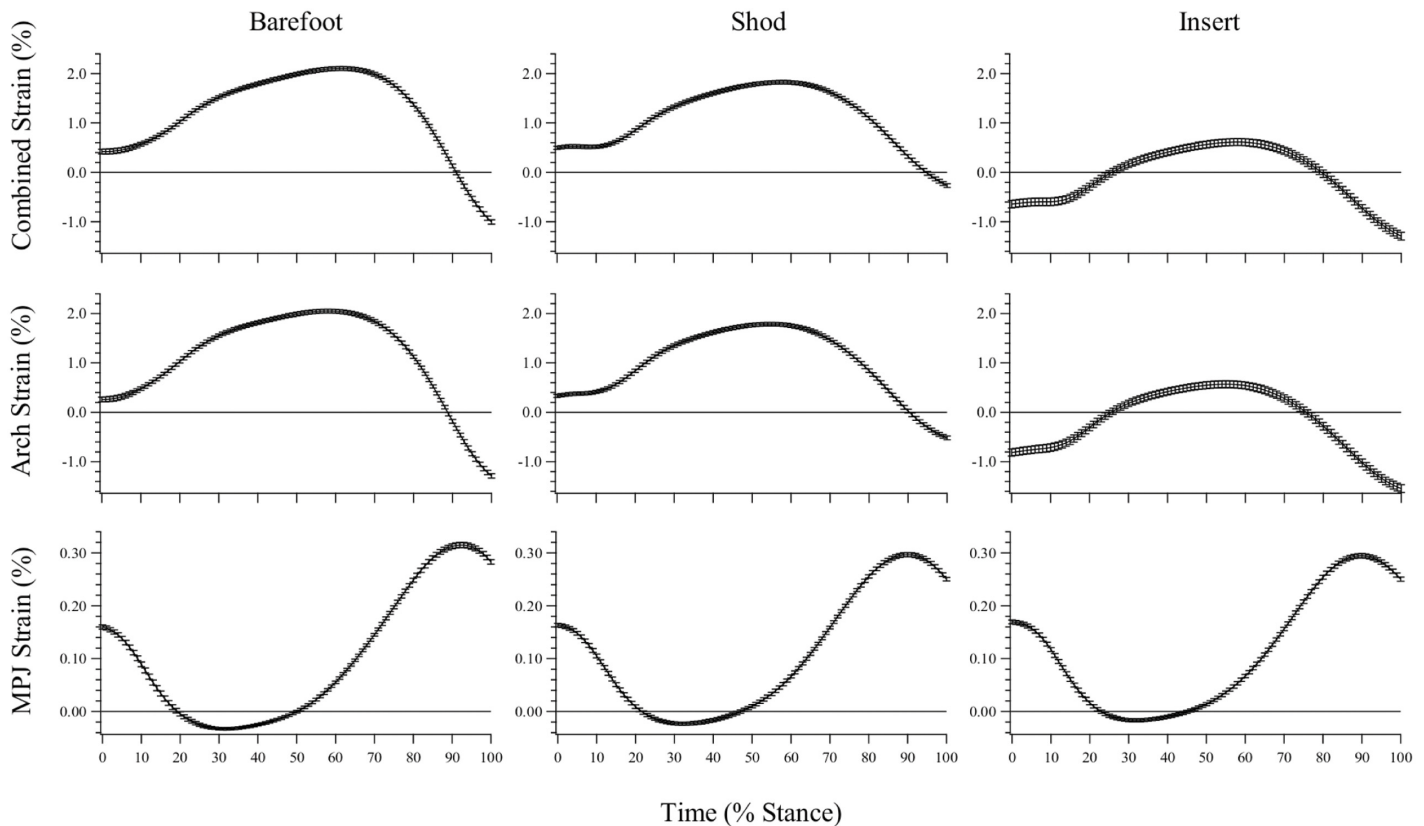 Barefoot Shod Insert
Combined Strain (%)
2.0 2.0 2.0
1.0 1.0 1.0
0.0 0.0 0.0
-1.0 -1.0 -1.0
Arch Strain (%)
2.0 2.0 2.0
1.0 1.0 1.0
0.0 0.0 0.0
-1.0 -1.0 -1.0
MPJ Strain (%)
0.30 0.30 0.30
0.20 0.20 0.20
0.10 0.10 0.10
0.00 0.00 0.00
0 10 20 30 40 50 60 70 80 90 100 0 10 20 30 40 50 60 70 80 90 100 0 10 20 30 40 50 60 70 80 90 100
Time (% Stance)